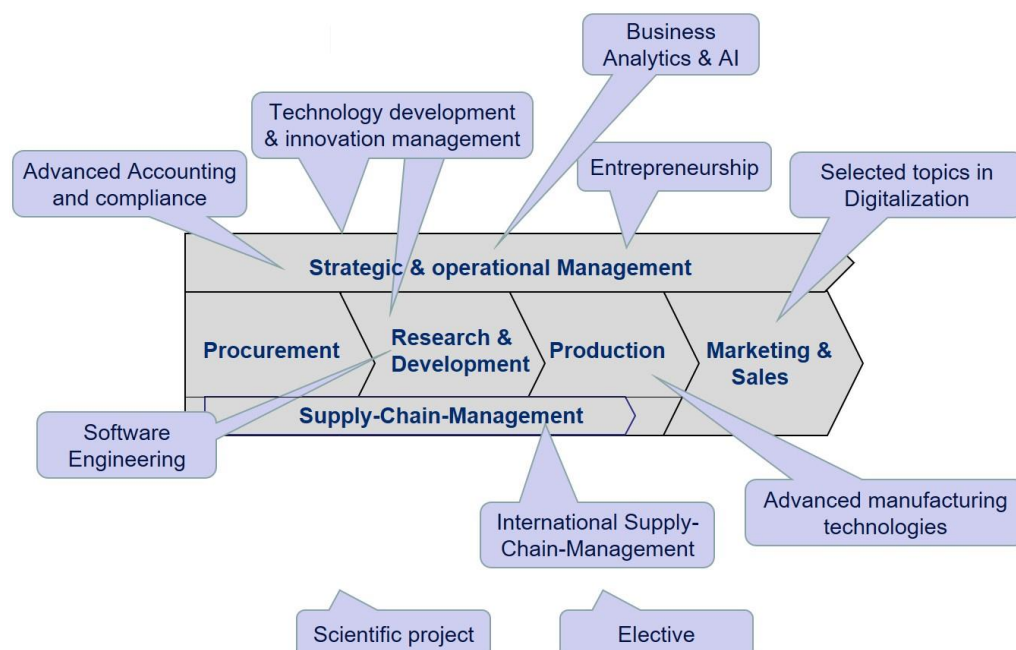 Business
Analytics & AI
Technology development
& innovation management
Advanced Accounting
and compliance
Entrepreneurship
Selected topics in
Digitalization
Strategic & operational Management
Procurement
Research &
Development
Production
Marketing &
Sales
Supply-Chain-Management
Software
Engineering
International Supply-
Chain-Management
Advanced manufacturing
technologies
Scientific project
Elective